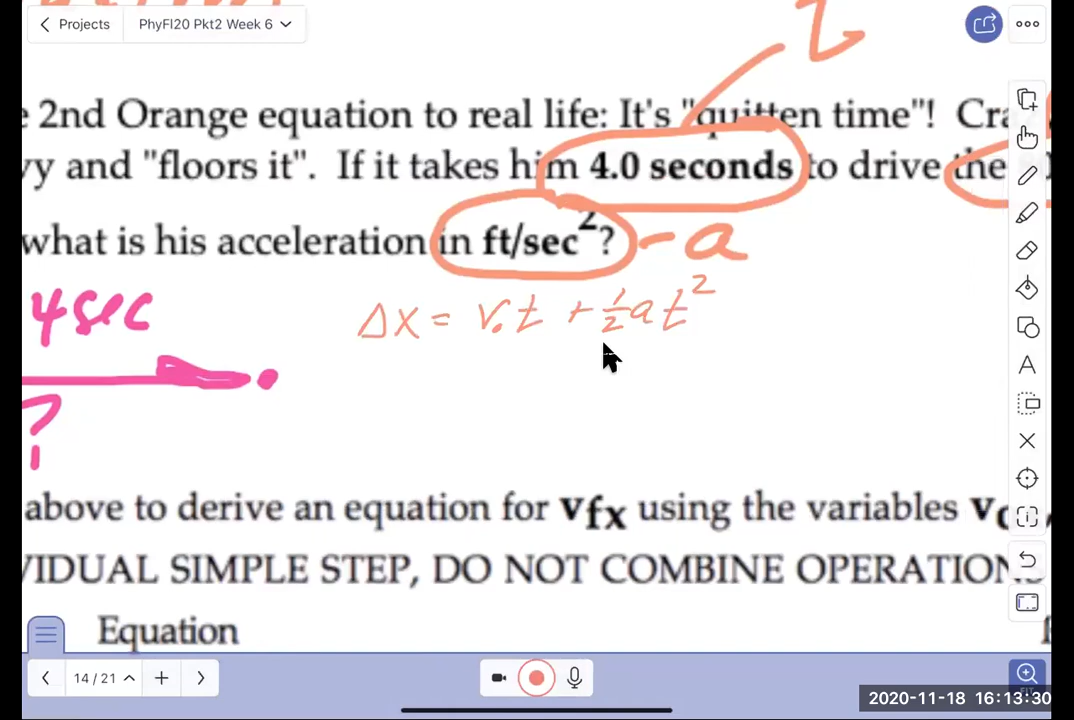 Projects PhyFl20 Pkt2 Week 6
t
2nd Orange equation to real life: It's "quitten time"! Cra
vy and "floors it". If it takes him 4.0 seconds to drive the
what is his acceleration in ft/sec²? - a
4 sec
Δx = v₀t + ½at²
?
above to derive an equation for vfx using the variables v
VIDUAL SIMPLE STEP, DO NOT COMBINE OPERATIONS
Equation
14 / 21
2020-11-18 16:13:30